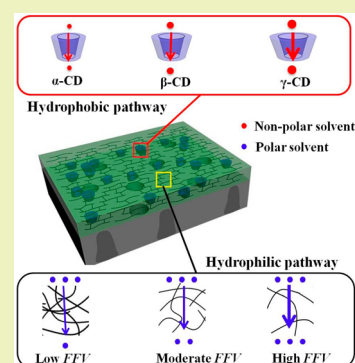 α-CD β-CD γ-CD
Hydrophobic pathway
Non-polar solvent
Polar solvent
Hydrophilic pathway
Low FFV Moderate FFV High FFV